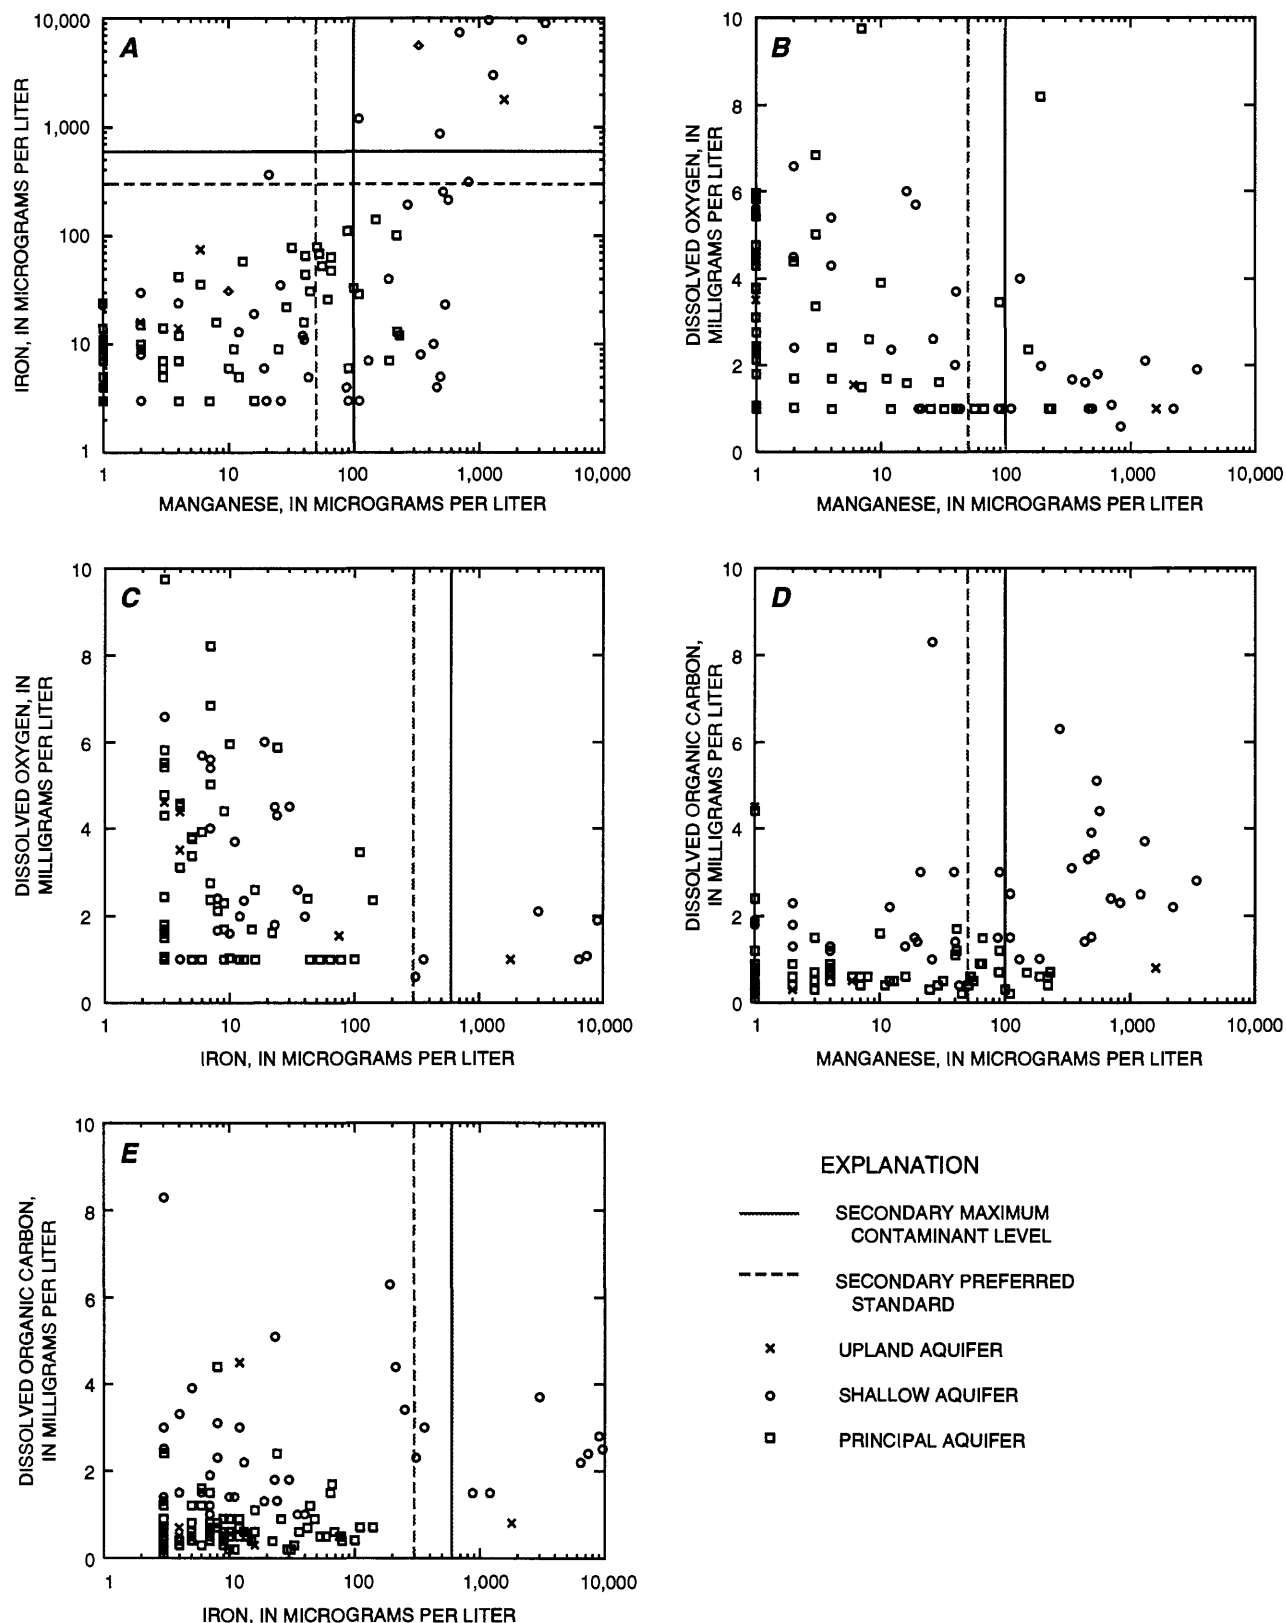 A
10,000
1,000
100
10
1
IRON, IN MICROGRAMS PER LITER
1 10 100 1,000 10,000
MANGANESE, IN MICROGRAMS PER LITER
B
10
8
6
4
2
0
DISSOLVED OXYGEN, IN
MILLIGRAMS PER LITER
1 10 100 1,000 10,000
MANGANESE, IN MICROGRAMS PER LITER
C
10
8
6
4
2
0
DISSOLVED OXYGEN, IN
MILLIGRAMS PER LITER
1 10 100 1,000 10,000
IRON, IN MICROGRAMS PER LITER
D
10
8
6
4
2
0
DISSOLVED ORGANIC CARBON,
IN MILLIGRAMS PER LITER
1 10 100 1,000 10,000
MANGANESE, IN MICROGRAMS PER LITER
E
10
8
6
4
2
0
DISSOLVED ORGANIC CARBON,
IN MILLIGRAMS PER LITER
1 10 100 1,000 10,000
IRON, IN MICROGRAMS PER LITER
EXPLANATION
SECONDARY MAXIMUM
CONTAMINANT LEVEL
SECONDARY PREFERRED
STANDARD
UPLAND AQUIFER
SHALLOW AQUIFER
PRINCIPAL AQUIFER